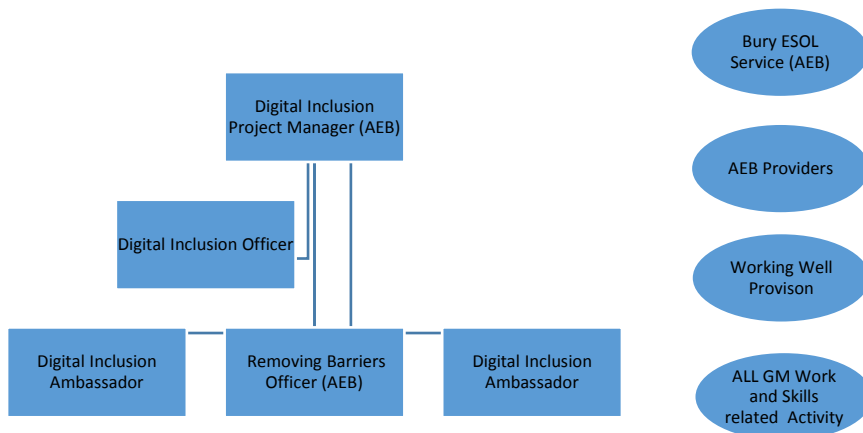 Bury ESOL
Service (AEB)
Digital Inclusion
Project Manager (AEB)
AEB Providers
Digital Inclusion Officer
Working Well
Provison
Digital Inclusion
Ambassador
Removing Barriers
Officer (AEB)
Digital Inclusion
Ambassador
ALL GM Work
and Skills
related Activity